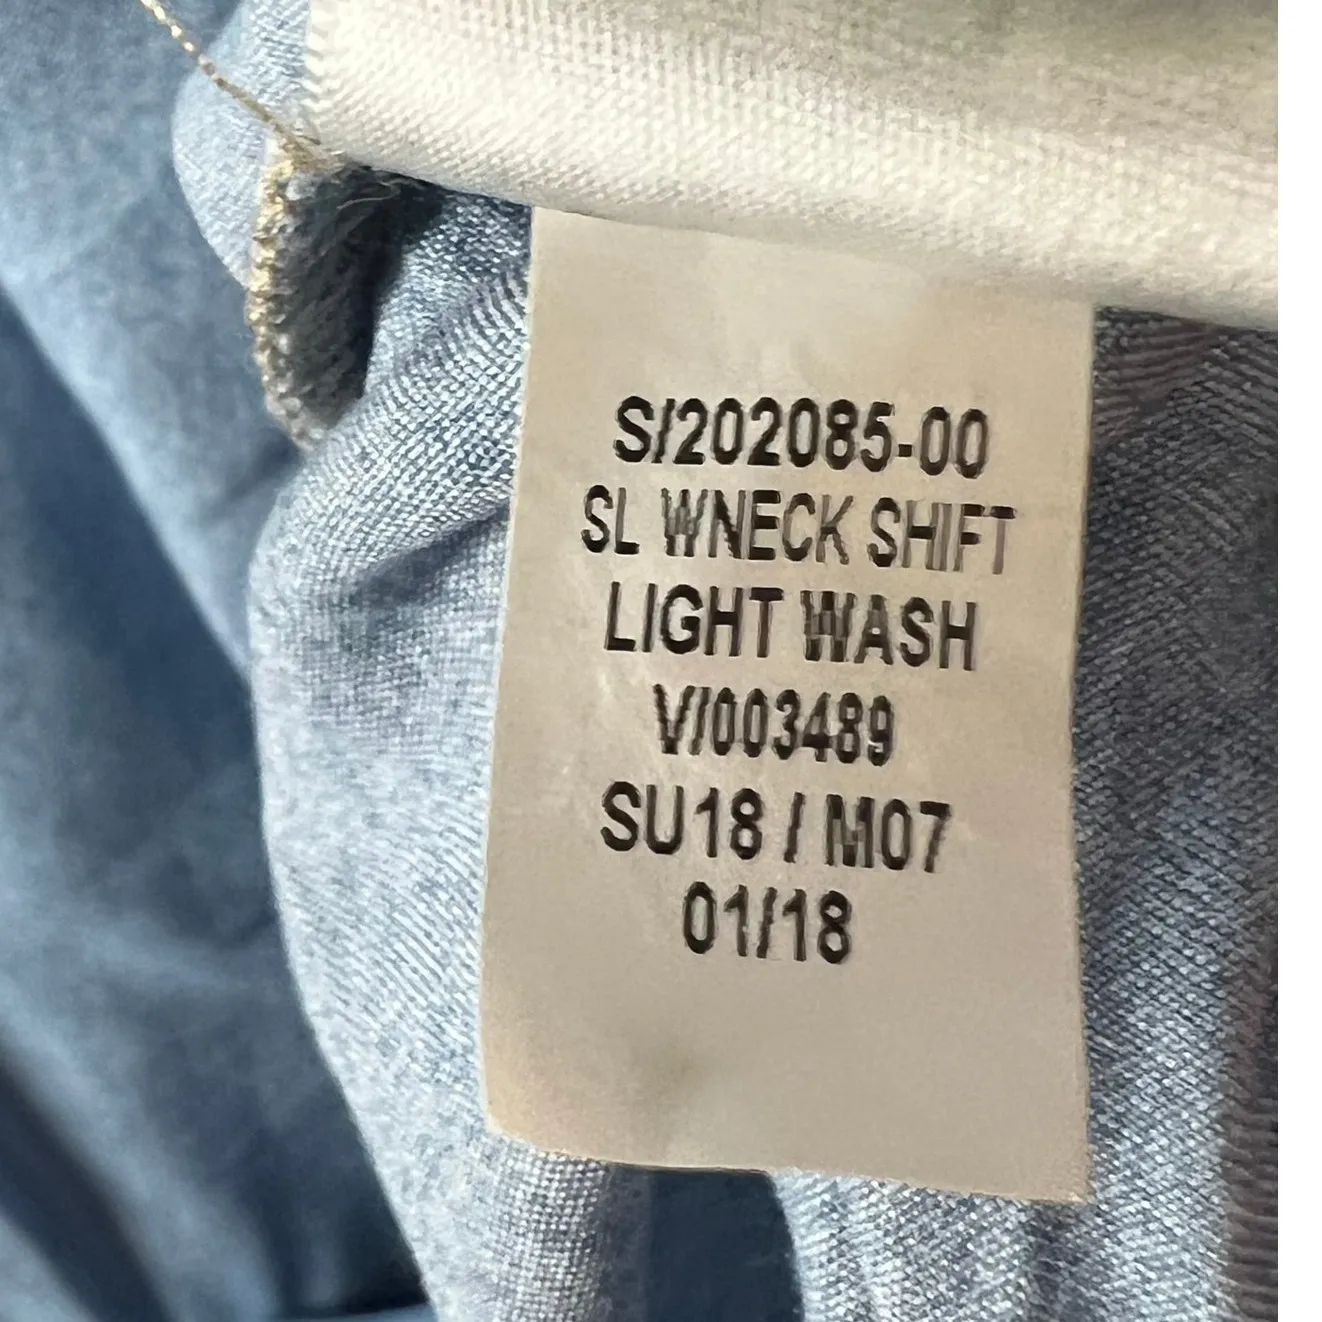 S/202085-00
SL WNECK SHIFT
LIGHT WASH
V/003489
SU18 / M07
01/18